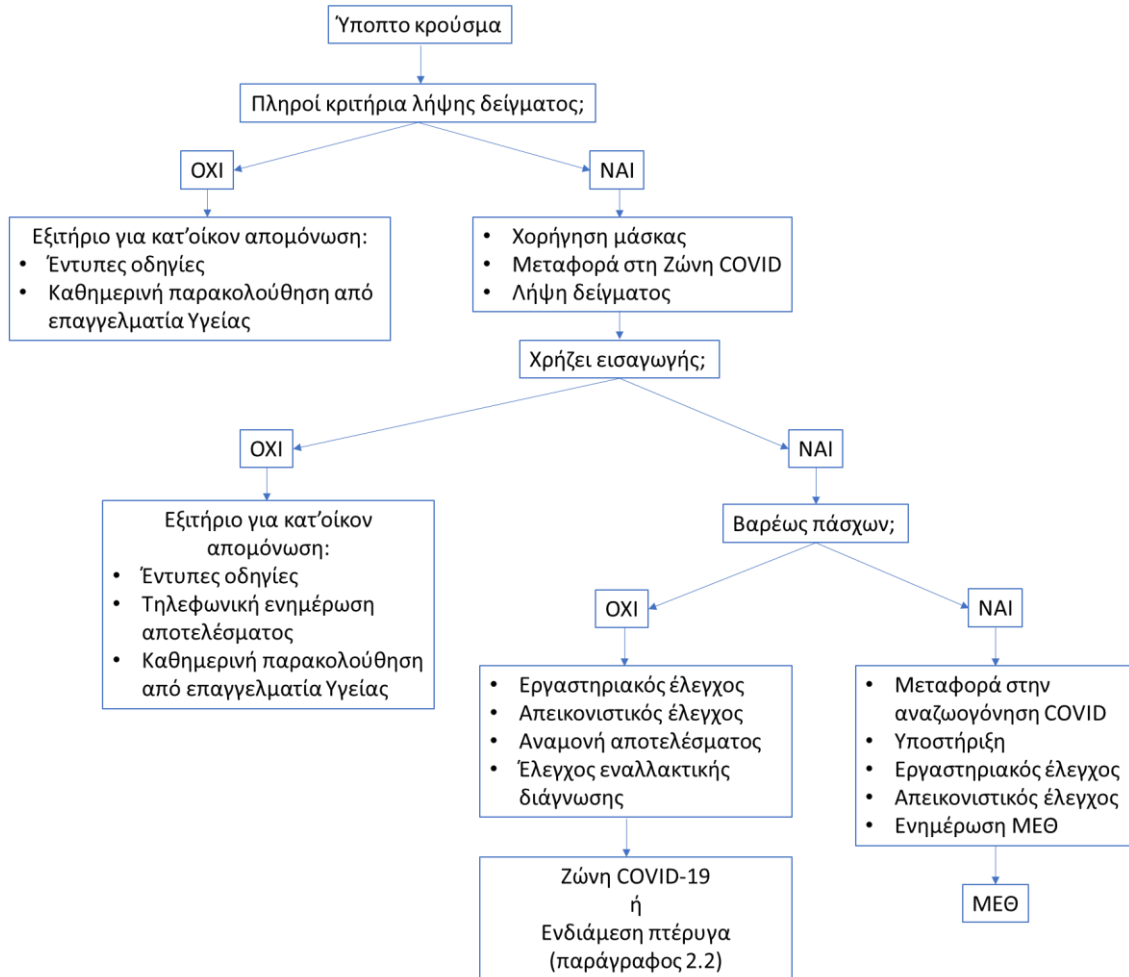 Ύποπτο κρούσμα
Πληροί κριτήρια λήψης δείγματος;
ΟΧΙ
ΝΑΙ
Εξιτήριο για κατ’οίκον απομόνωση:
• Έντυπες οδηγίες
• Καθημερινή παρακολούθηση από
επαγγελματία Υγείας
• Χορήγηση μάσκας
• Μεταφορά στη Ζώνη COVID
• Λήψη δείγματος
Χρήζει εισαγωγής;
ΟΧΙ
ΝΑΙ
Εξιτήριο για κατ’οίκον
απομόνωση:
• Έντυπες οδηγίες
• Τηλεφωνική ενημέρωση
αποτελέσματος
• Καθημερινή παρακολούθηση
από επαγγελματία Υγείας
Βαρέως πάσχων;
ΟΧΙ
ΝΑΙ
• Εργαστηριακός έλεγχος
• Απεικονιστικός έλεγχος
• Αναμονή αποτελέσματος
• Έλεγχος εναλλακτικής
διάγνωσης
• Μεταφορά στην
αναζωογόνηση COVID
• Υποστήριξη
• Εργαστηριακός έλεγχος
• Απεικονιστικός έλεγχος
• Ενημέρωση ΜΕΘ
Ζώνη COVID-19
ή
Ενδιάμεση πτέρυγα
(παράγραφος 2.2)
ΜΕΘ